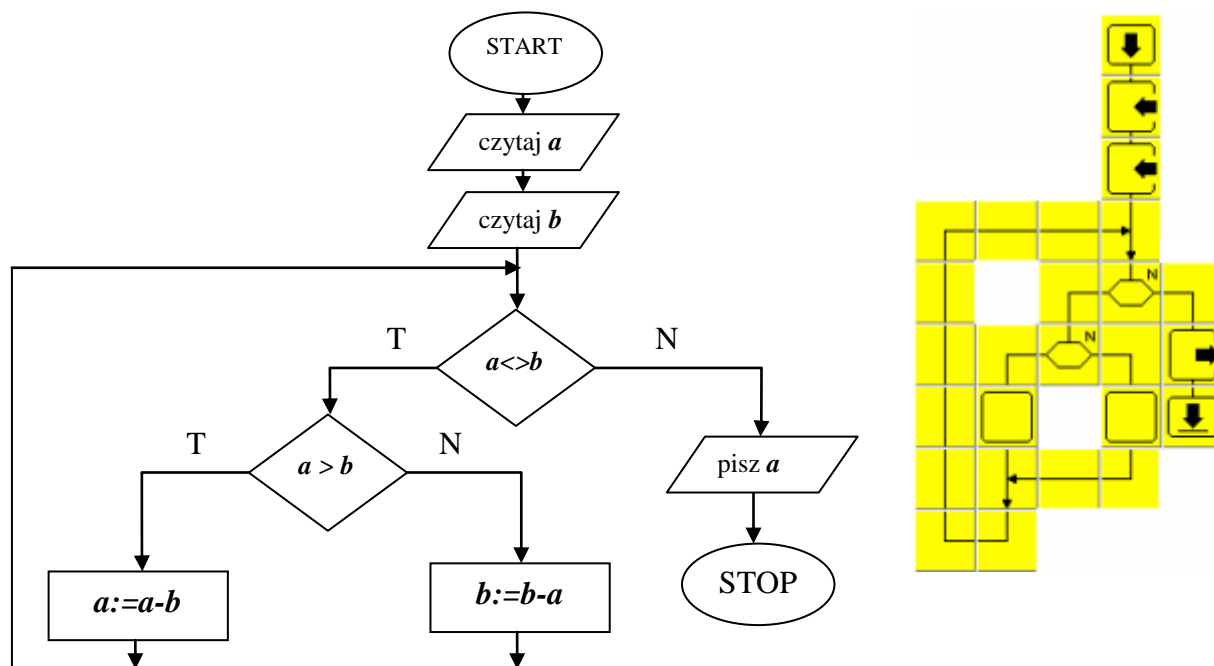 START
czytaj a
czytaj b
T
a<>b
N
T
a > b
N
pisz a
a:=a-b
b:=b-a
STOP
N
N